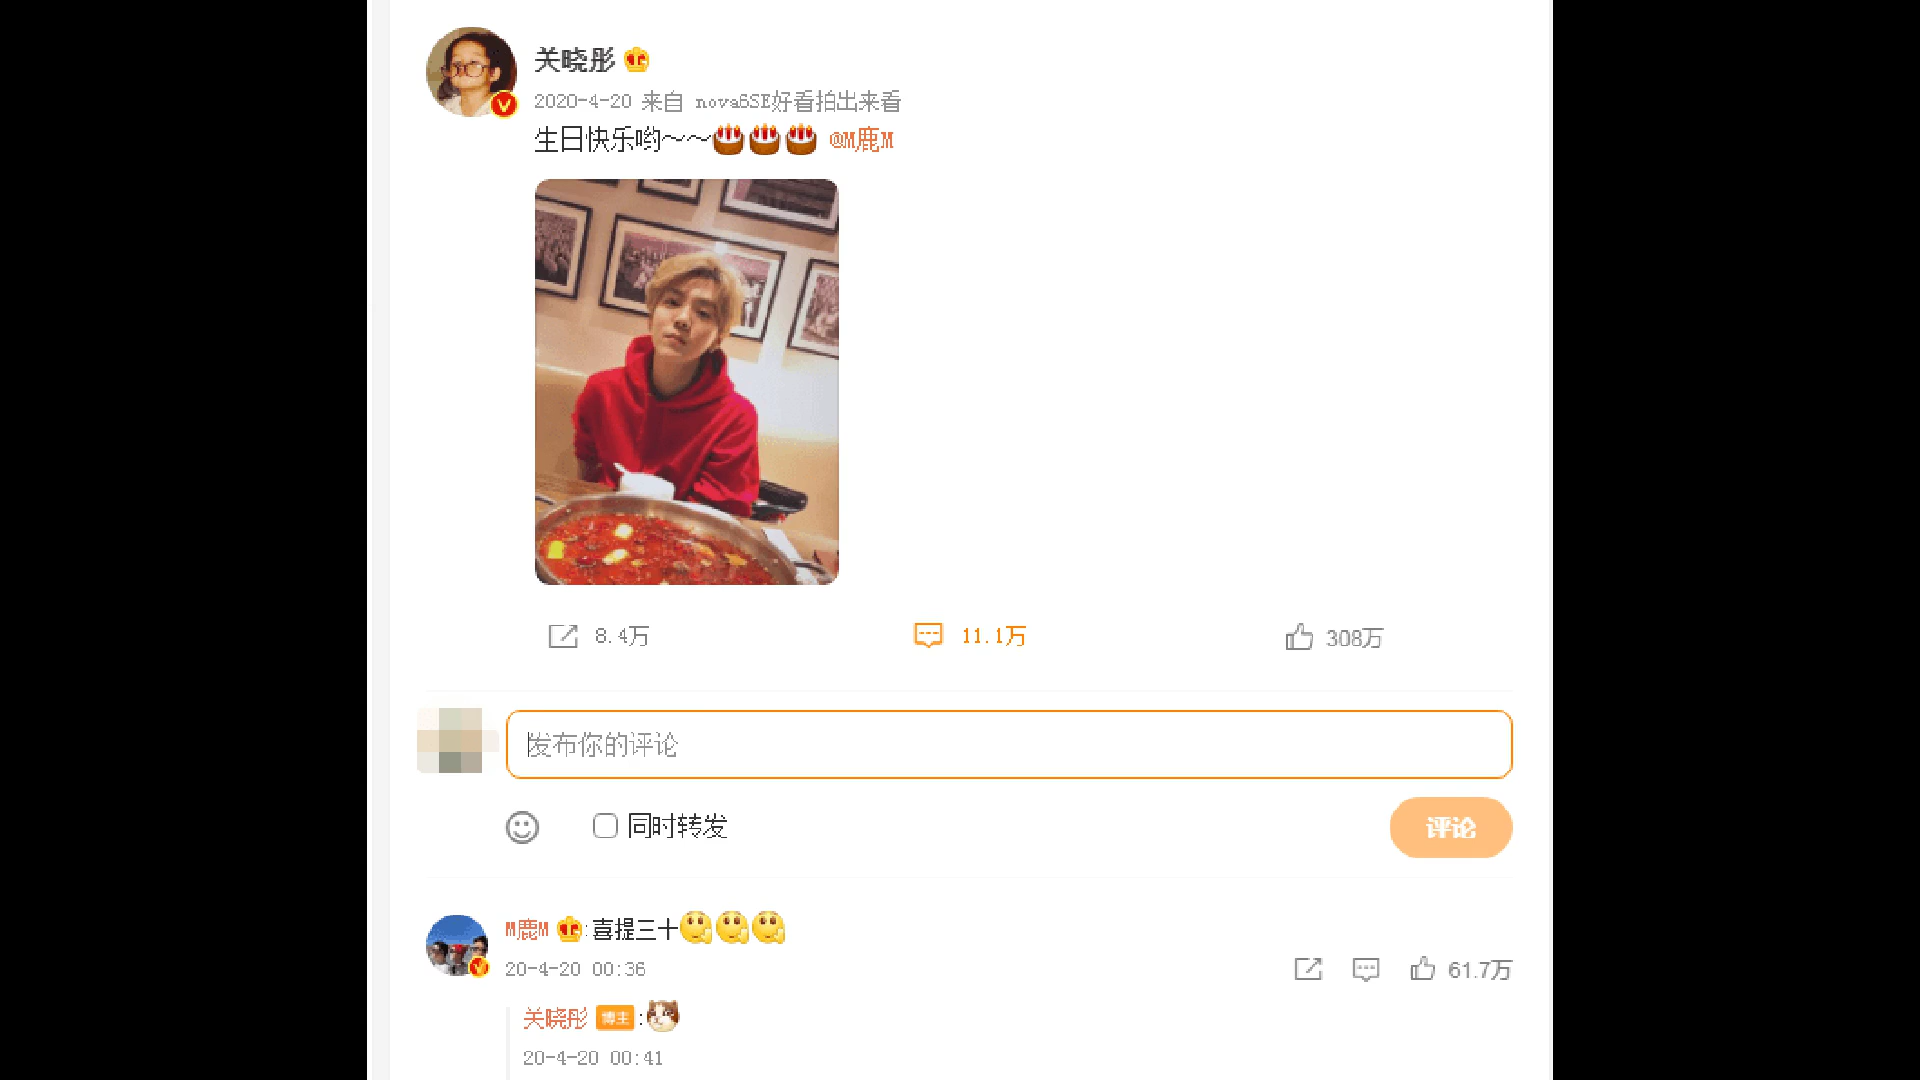 关晓彤
2020-4-20 来自 nova6SE好看拍出来看
生日快乐哟～～ @M鹿M
8.4万
11.1万
308万
发布你的评论
同时转发
评论
M鹿M :喜提三十
20-4-20 00:36
61.7万
关晓彤 博主 :
20-4-20 00:41